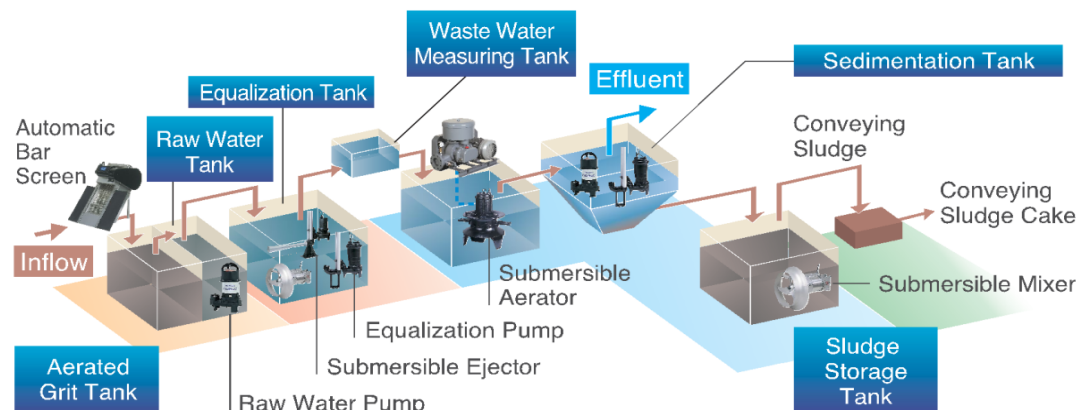 Waste Water
Measuring Tank
Sedimentation Tank
Equalization Tank
Effluent
Automatic
Bar
Screen
Raw Water
Tank
Conveying
Sludge
Conveying
Sludge Cake
Inflow
Submersible
Aerator
Submersible Mixer
Equalization Pump
Submersible Ejector
Aerated
Grit Tank
Raw Water Pump
Sludge
Storage
Tank